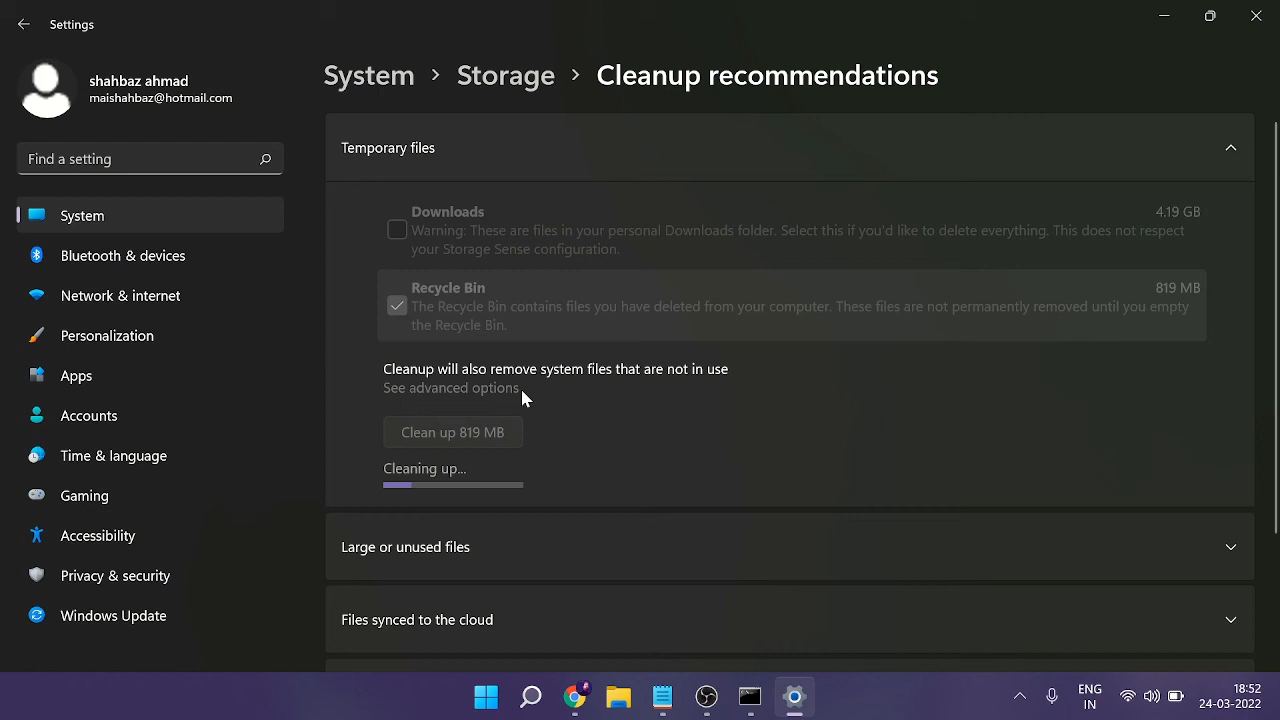 Settings
shahbaz ahmad
maishahbaz@hotmail.com
Find a setting
System
Bluetooth & devices
Network & internet
Personalization
Apps
Accounts
Time & language
Gaming
Accessibility
Privacy & security
Windows Update
System > Storage > Cleanup recommendations
Temporary files
Downloads 4.19 GB
Warning: These are files in your personal Downloads folder. Select this if you'd like to delete everything. This does not respect
your Storage Sense configuration.
Recycle Bin 819 MB
The Recycle Bin contains files you have deleted from your computer. These files are not permanently removed until you empty
the Recycle Bin.
Cleanup will also remove system files that are not in use
See advanced options
Clean up 819 MB
Cleaning up...
Large or unused files
Files synced to the cloud
ENG
IN
18:52
24-03-2022